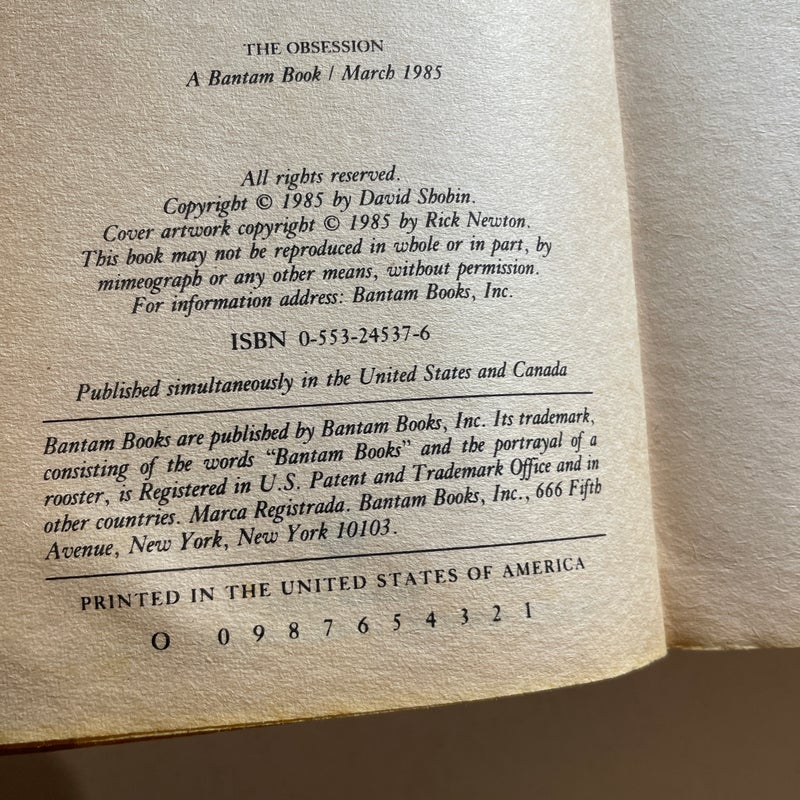 THE OBSESSION
A Bantam Book / March 1985
All rights reserved.
Copyright © 1985 by David Shobin.
Cover artwork copyright © 1985 by Rick Newton.
This book may not be reproduced in whole or in part, by
mimeograph or any other means, without permission.
For information address: Bantam Books, Inc.
ISBN 0-553-24537-6
Published simultaneously in the United States and Canada
Bantam Books are published by Bantam Books, Inc. Its trademark,
consisting of the words “Bantam Books” and the portrayal of a
rooster, is Registered in U.S. Patent and Trademark Office and in
other countries. Marca Registrada. Bantam Books, Inc., 666 Fifth
Avenue, New York, New York 10103.
PRINTED IN THE UNITED STATES OF AMERICA
O 0 9 8 7 6 5 4 3 2 1